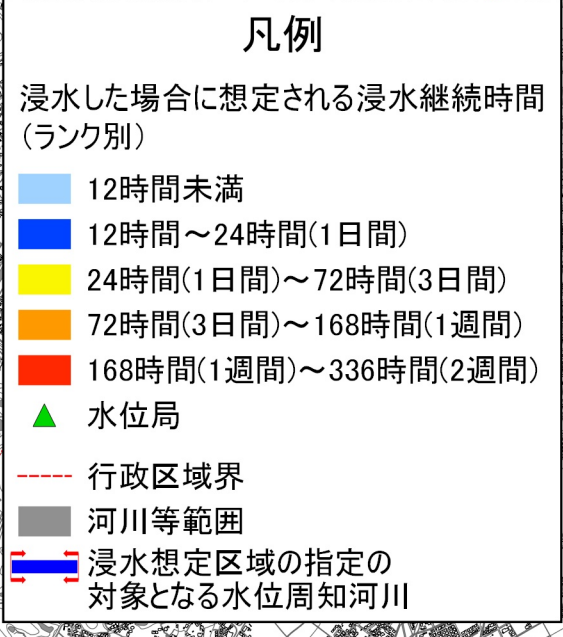 凡例
浸水した場合に想定される浸水継続時間
(ランク別)
12時間未満
12時間～24時間(1日間)
24時間(1日間)～72時間(3日間)
72時間(3日間)～168時間(1週間)
168時間(1週間)～336時間(2週間)
水位局
行政区域界
河川等範囲
浸水想定区域の指定の
対象となる水位周知河川